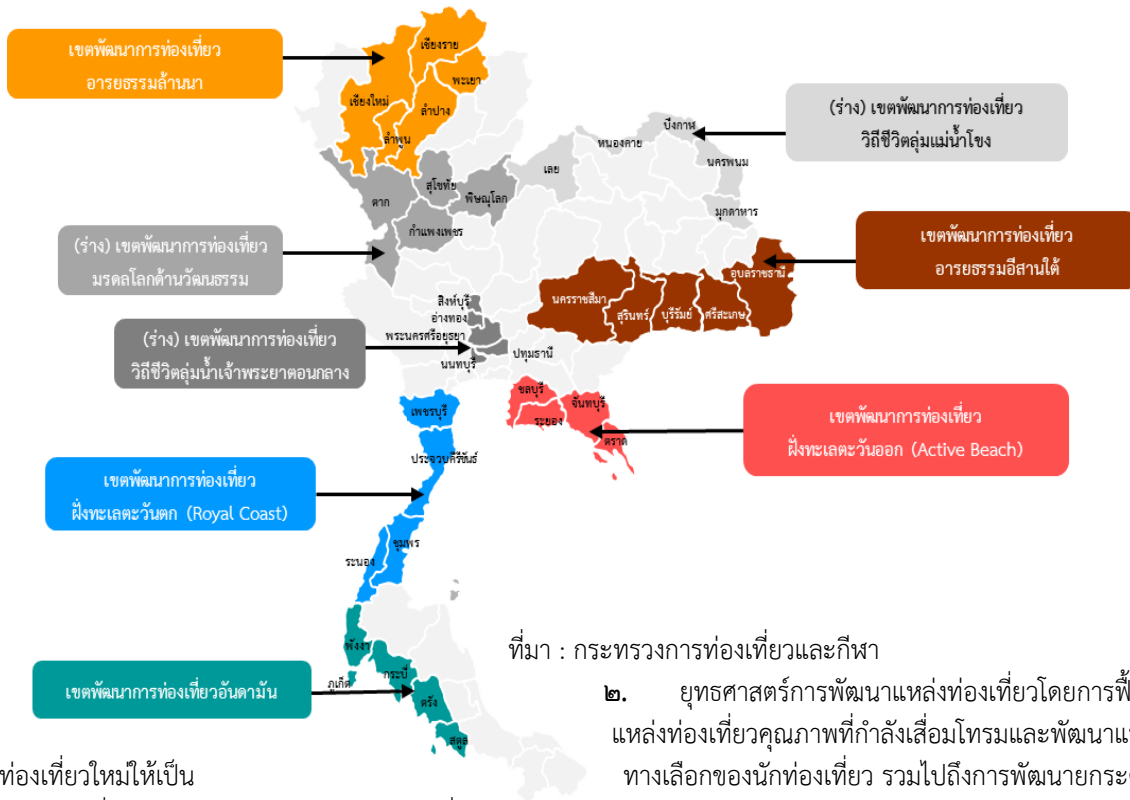 เขตพัฒนาการท่องเที่ยว
อารยธรรมล้านนา
เชียงราย
พะเยา
เชียงใหม่
ลำปาง
ลำพูน
(ร่าง) เขตพัฒนาการท่องเที่ยว
วิถีชีวิตลุ่มแม่น้ำโขง
บึงกาฬ
หนองคาย
นครพนม
เลย
มุกดาหาร
สุโขทัย
ตาก
พิษณุโลก
กำแพงเพชร
(ร่าง) เขตพัฒนาการท่องเที่ยว
มรดลโลกด้านวัฒนธรรม
เขตพัฒนาการท่องเที่ยว
อารยธรรมอีสานใต้
อุบลราชธานี
นครราชสีมา
สุรินทร์
บุรีรัมย์
ศรีสะเกษ
สิงห์บุรี
อ่างทอง
พระนครศรีอยุธยา
ปทุมธานี
นนทบุรี
(ร่าง) เขตพัฒนาการท่องเที่ยว
วิถีชีวิตลุ่มน้ำเจ้าพระยาตอนกลาง
ชลบุรี
จันทบุรี
ระยอง
ตราด
เขตพัฒนาการท่องเที่ยว
ฝั่งทะเลตะวันออก (Active Beach)
เพชรบุรี
ประจวบคีรีขันธ์
เขตพัฒนาการท่องเที่ยว
ฝั่งทะเลตะวันตก (Royal Coast)
ชุมพร
ระนอง
พังงา
ภูเก็ต
กระบี่
ตรัง
สตูล
เขตพัฒนาการท่องเที่ยวอันดามัน
ที่มา : กระทรวงการท่องเที่ยวและกีฬา
๒. ยุทธศาสตร์การพัฒนาแหล่งท่องเที่ยวโดยการฟื้
แหล่งท่องเที่ยวคุณภาพที่กำลังเสื่อมโทรมและพัฒนาแ
ท่องเที่ยวใหม่ให้เป็น
ทางเลือกของนักท่องเที่ยว รวมไปถึงการพัฒนายกระด